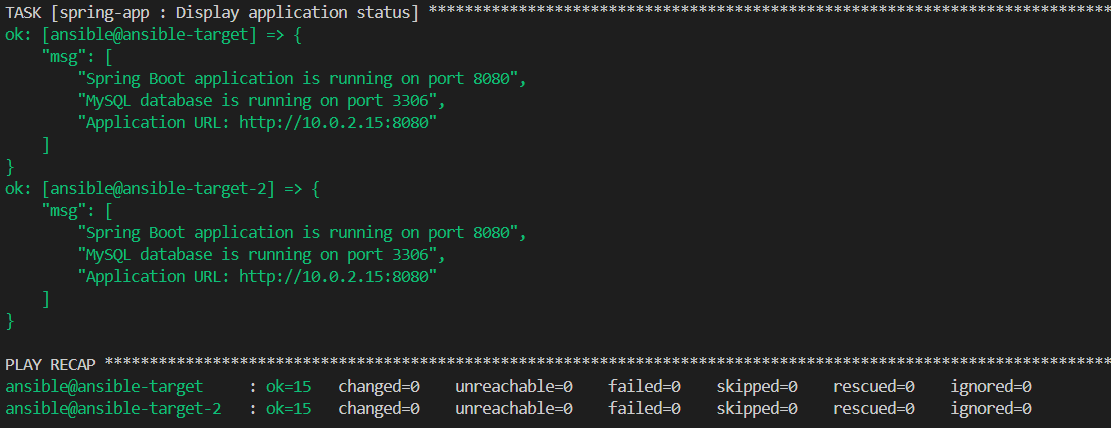 TASK [spring-app : Display application status] ****************************************************************************
ok: [ansible@ansible-target] => {
    "msg": [
        "Spring Boot application is running on port 8080",
        "MySQL database is running on port 3306",
        "Application URL: http://10.0.2.15:8080"
    ]
}
ok: [ansible@ansible-target-2] => {
    "msg": [
        "Spring Boot application is running on port 8080",
        "MySQL database is running on port 3306",
        "Application URL: http://10.0.2.15:8080"
    ]
}
PLAY RECAP ****************************************************************************************************************
ansible@ansible-target     : ok=15   changed=0    unreachable=0    failed=0    skipped=0    rescued=0    ignored=0
ansible@ansible-target-2   : ok=15   changed=0    unreachable=0    failed=0    skipped=0    rescued=0    ignored=0